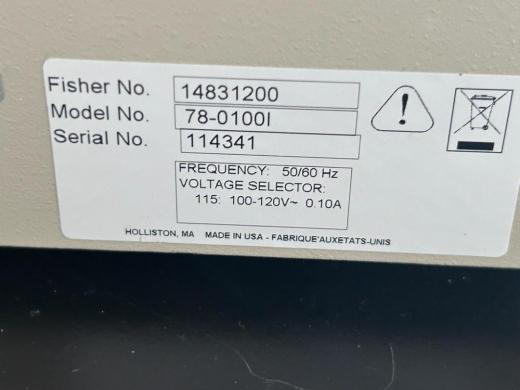 Fisher No. 14831200
Model No. 78-0100I
Serial No. 114341
FREQUENCY: 50/60 Hz
VOLTAGE SELECTOR:
115: 100-120V~ 0.10A
HOLLISTON, MA MADE IN USA - FABRIQUE'AUXETATS-UNIS